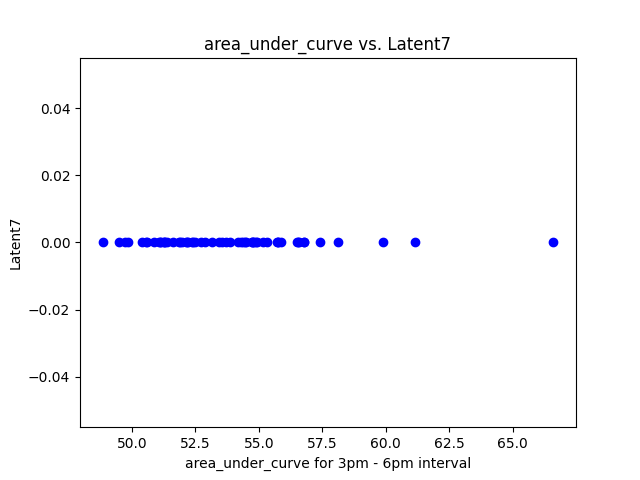 area_under_curve vs. Latent7
0.04
0.02
0.00
−0.02
−0.04
Latent7
50.0 52.5 55.0 57.5 60.0 62.5 65.0
area_under_curve for 3pm - 6pm interval